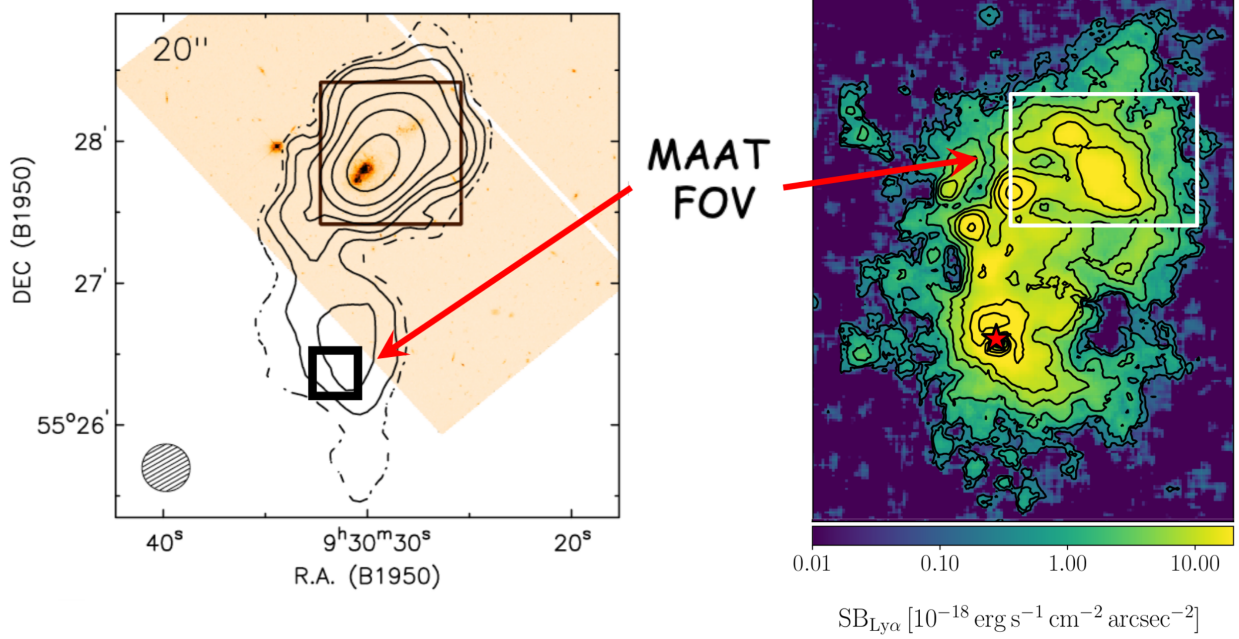 20"
28'
27'
55°26'
DEC (B1950)
40ˢ
9ʰ30ᵐ30ˢ
20ˢ
R.A. (B1950)
MAAT
FOV
0.01
0.10
1.00
10.00
SB_Lyα [10⁻¹⁸ erg s⁻¹ cm⁻² arcsec⁻²]